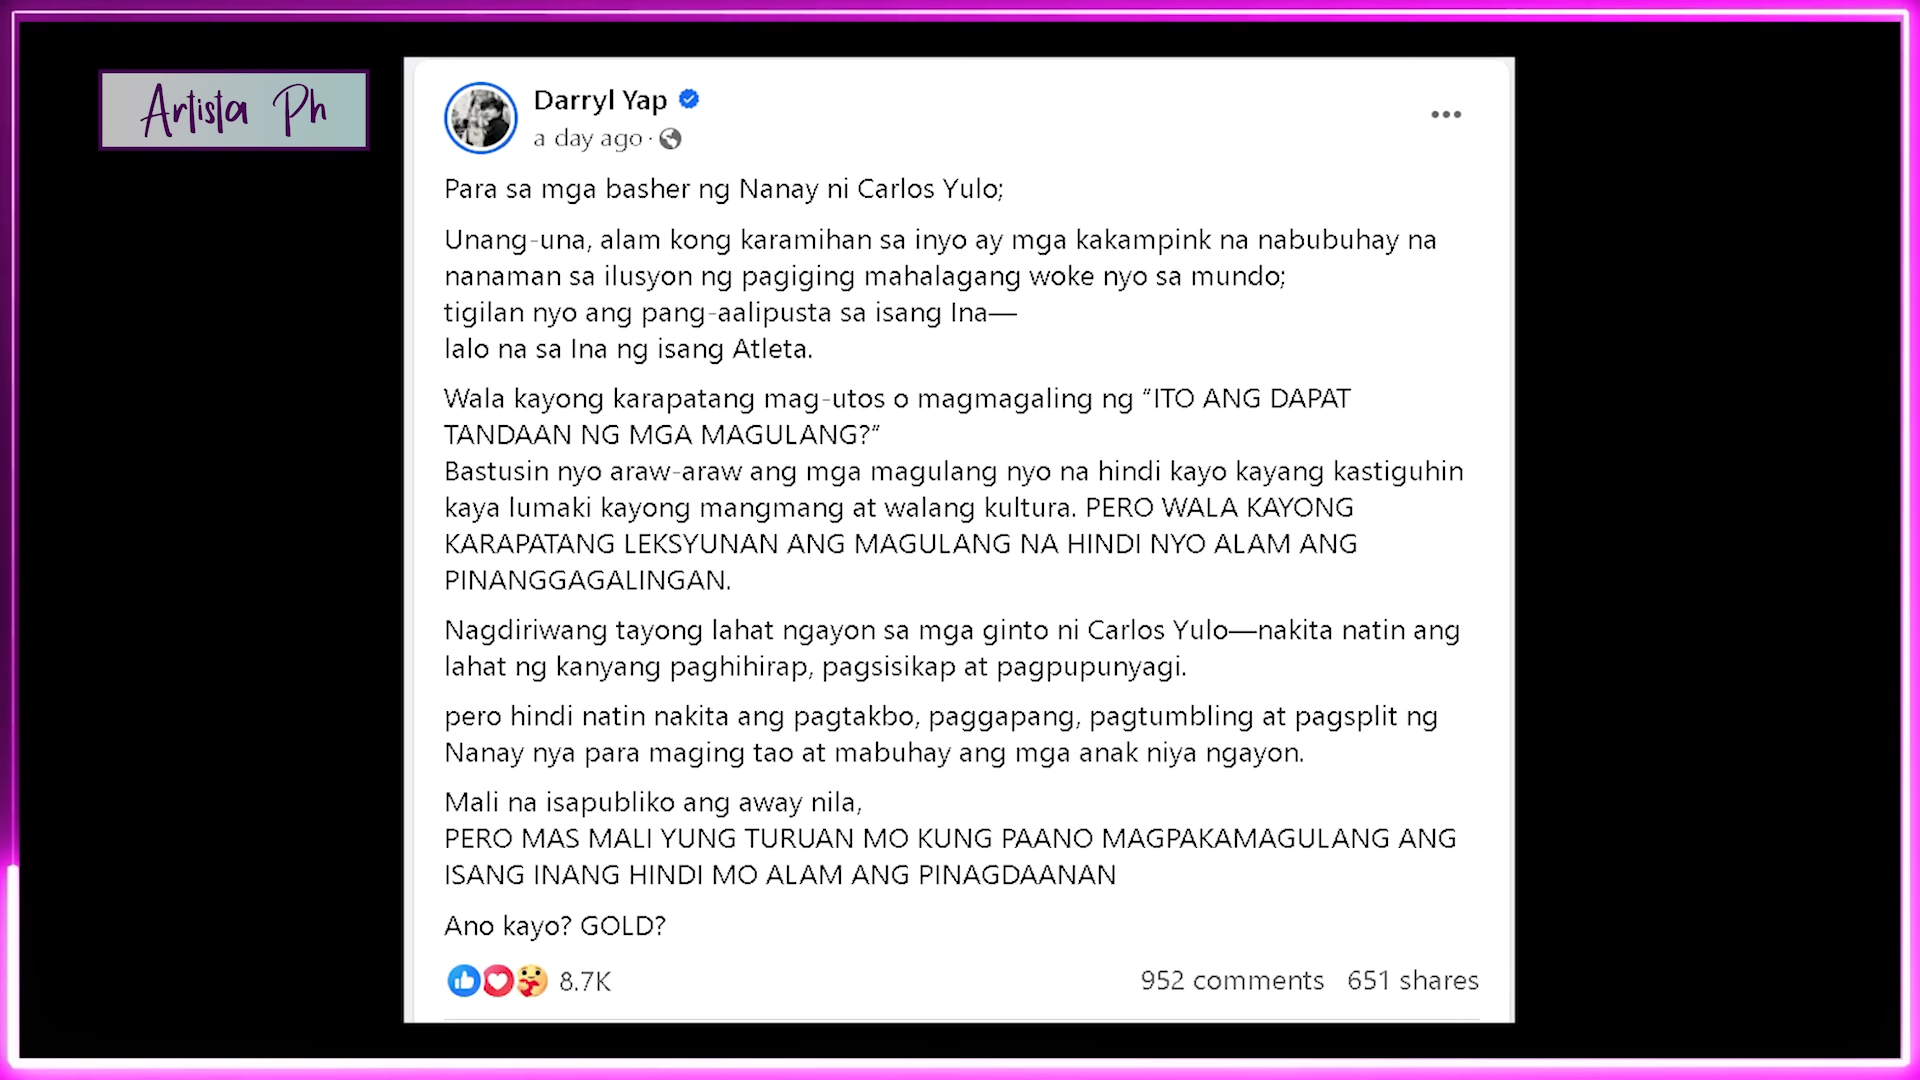 Artista Ph
Darryl Yap
a day ago ·
Para sa mga basher ng Nanay ni Carlos Yulo;
Unang-una, alam kong karamihan sa inyo ay mga kakampink na nabubuhay na
nanaman sa ilusyon ng pagiging mahalagang woke nyo sa mundo;
tigilan nyo ang pang-aalipusta sa isang Ina—
lalo na sa Ina ng isang Atleta.
Wala kayong karapatang mag-utos o magmagaling ng “ITO ANG DAPAT
TANDAAN NG MGA MAGULANG?”
Bastusin nyo araw-araw ang mga magulang nyo na hindi kayo kayang kastiguhin
kaya lumaki kayong mangmang at walang kultura. PERO WALA KAYONG
KARAPATANG LEKSYUNAN ANG MAGULANG NA HINDI NYO ALAM ANG
PINANGGAGALINGAN.
Nagdiriwang tayong lahat ngayon sa mga ginto ni Carlos Yulo—nakita natin ang
lahat ng kanyang paghihirap, pagsisikap at pagpupunyagi.
pero hindi natin nakita ang pagtakbo, paggapang, pagtumbling at pagsplit ng
Nanay nya para maging tao at mabuhay ang mga anak niya ngayon.
Mali na isapubliko ang away nila,
PERO MAS MALI YUNG TURUAN MO KUNG PAANO MAGPAKAMAGULANG ANG
ISANG INANG HINDI MO ALAM ANG PINAGDAANAN
Ano kayo? GOLD?
8.7K 952 comments 651 shares